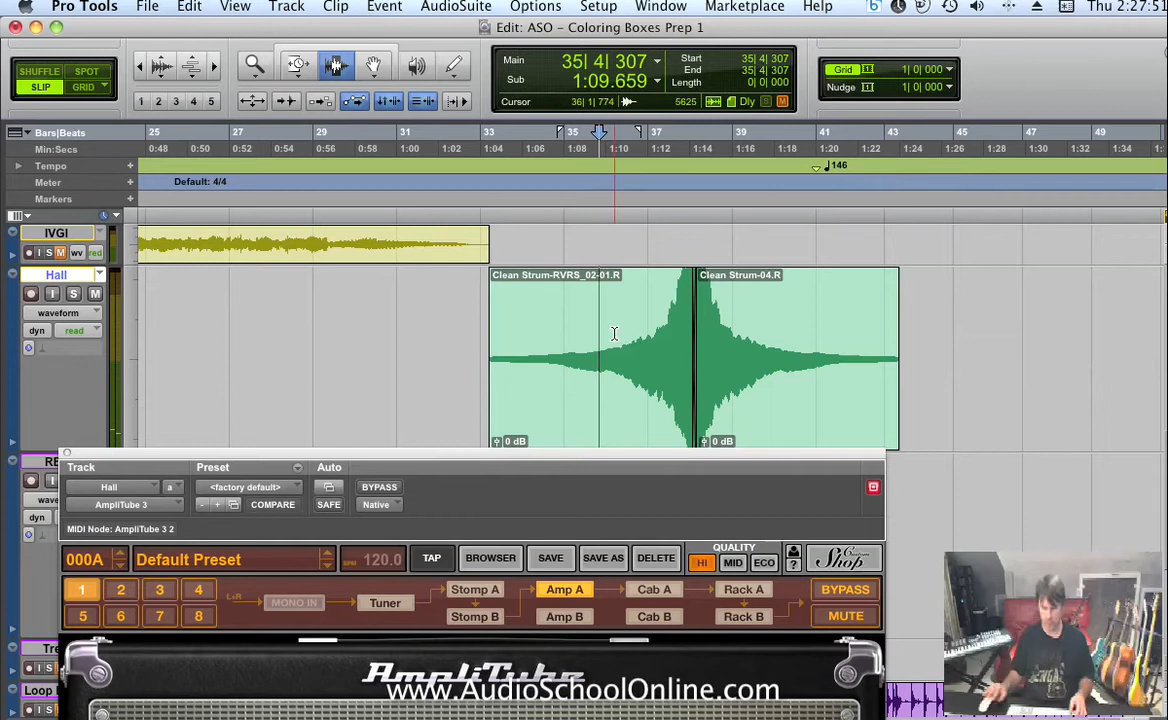 Pro Tools File Edit View Track Clip Event AudioSuite Options Setup Window Marketplace Help Thu 2:27:51
Edit: ASO - Coloring Boxes Prep 1
SHUFFLE SPOT
SLIP GRID
1 2 3 4 5
Main 35| 4| 307
Sub 1:09.659
Start 35| 4| 307
End 35| 4| 307
Length 0| 0| 000
Cursor 36| 1| 774 5625 Dly S M
Grid 1| 0| 000
Nudge 1| 0| 000
Bars|Beats 25 27 29 31 33 35 37 39 41 43 45 47 49
Min:Secs 0:48 0:50 0:52 0:54 0:56 0:58 1:00 1:02 1:04 1:06 1:08 1:10 1:12 1:14 1:16 1:18 1:20 1:22 1:24 1:26 1:28 1:30 1:32 1:34 1:
Tempo 146
Meter Default: 4/4
Markers
IVGI
I S M wv red
Hall
I S M
waveform
dyn read
Clean Strum-RVRS_02-01.R
0 dB
Clean Strum-04.R
0 dB
RE
wave
dyn
Tre
I S
Loop
Track Preset Auto
Hall a <factory default> BYPASS
AmpliTube 3 - + COMPARE SAFE Native
MIDI Node: AmpliTube 3 2
000A Default Preset BPM 120.0 TAP BROWSER SAVE SAVE AS DELETE
QUALITY
HI MID ECO
?
Custom Shop
1 2 3 4
5 6 7 8
L+R MONO IN Tuner
Stomp A Amp A Cab A Rack A BYPASS
Stomp B Amp B Cab B Rack B MUTE
AmpliTube
www.AudioSchoolOnline.com